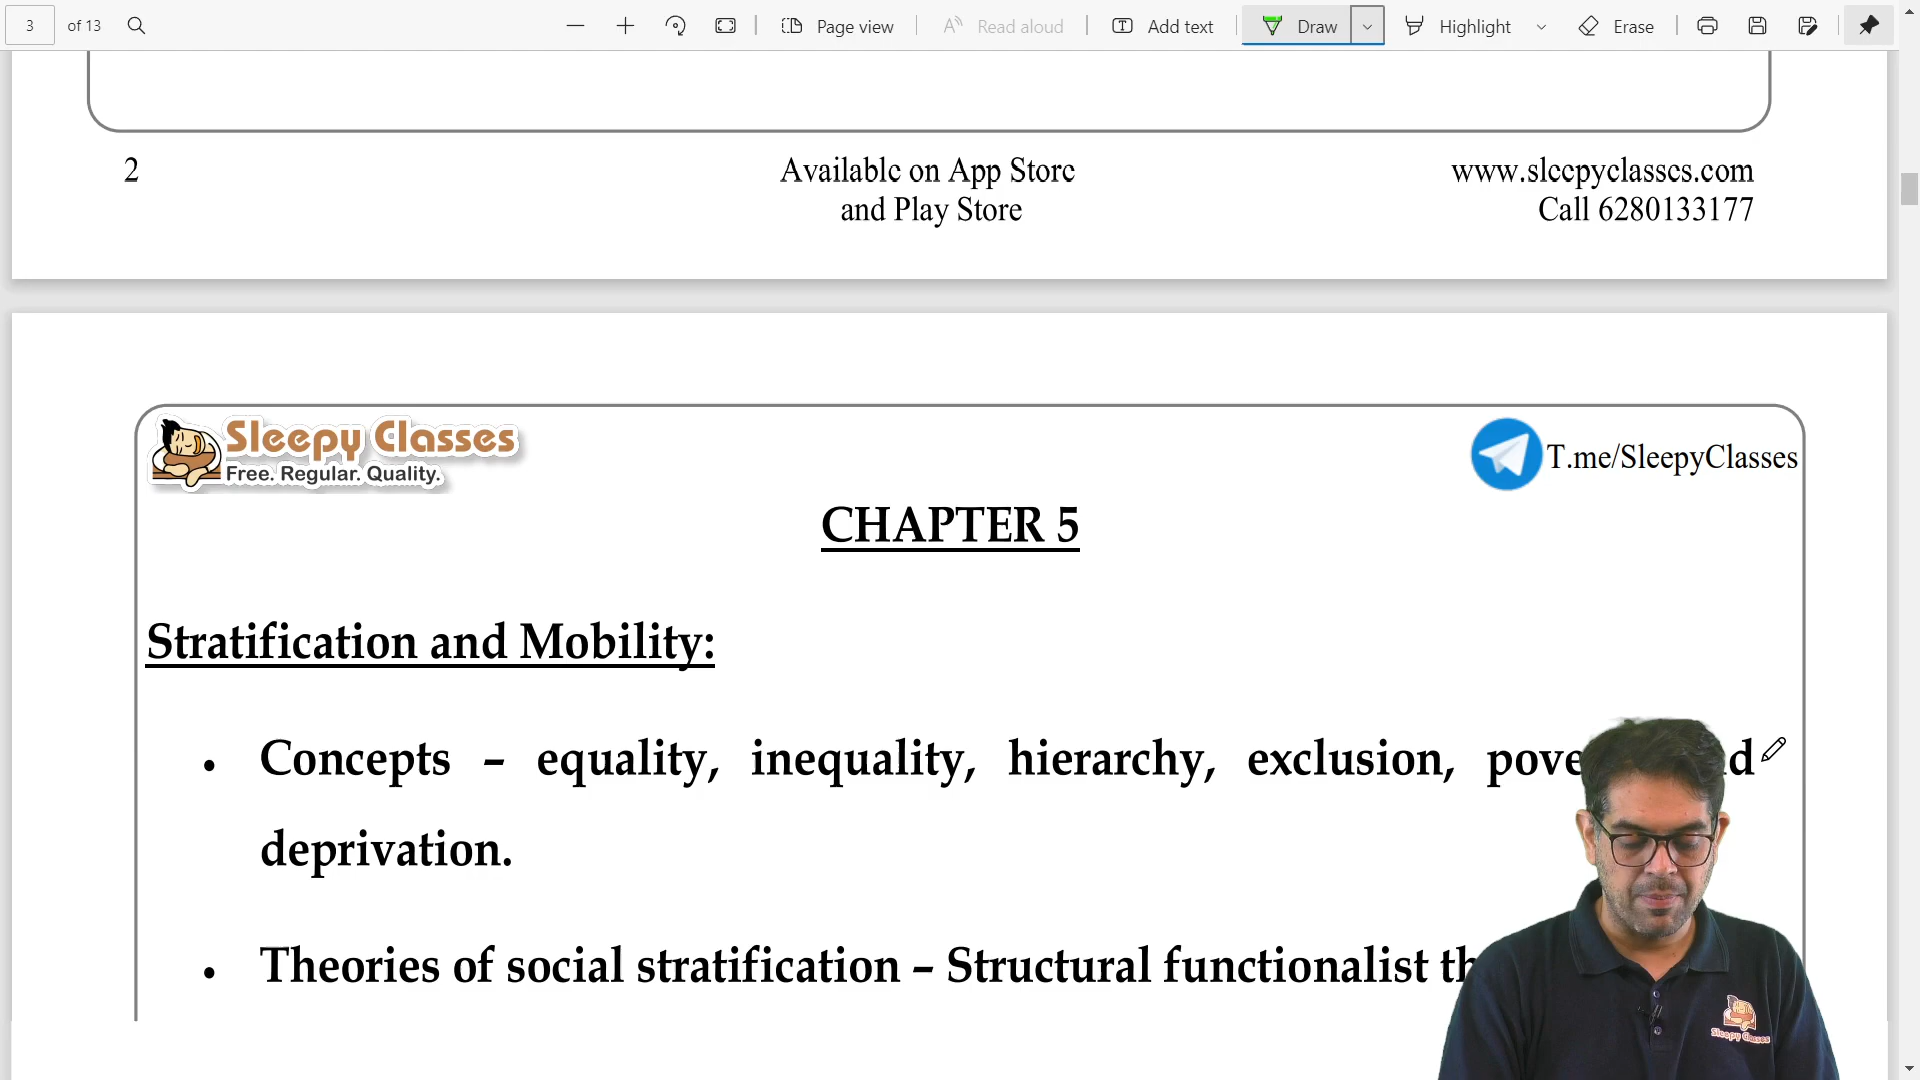 3 of 13 Page view Read aloud Add text Draw Highlight Erase
2 Available on App Store www.sleepyclasses.com
and Play Store Call 6280133177
Sleepy Classes
Free. Regular. Quality.
T.me/SleepyClasses
CHAPTER 5
Stratification and Mobility:
• Concepts – equality, inequality, hierarchy, exclusion,
deprivation.
• Theories of social stratification – Structural functionalist
Sleepy Classes